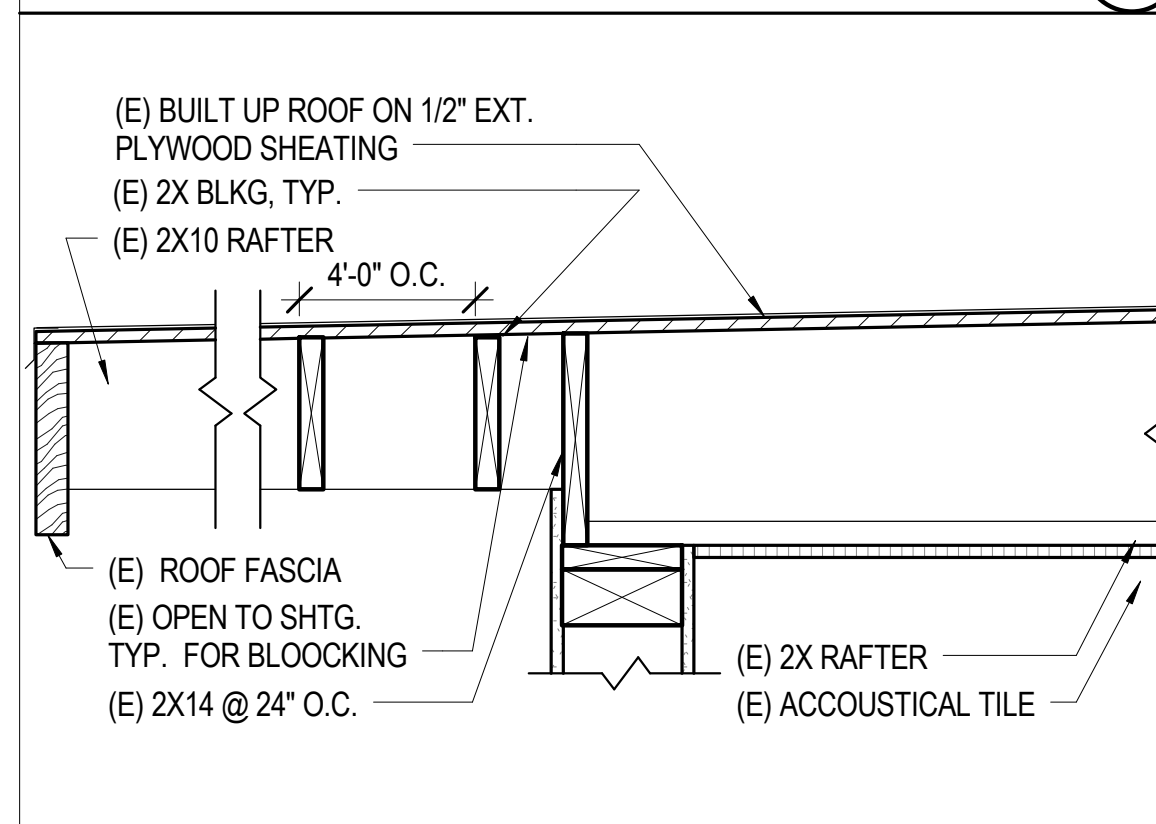 (E) BUILT UP ROOF ON 1/2" EXT.
PLYWOOD SHEATING
(E) 2X BLKG, TYP.
(E) 2X10 RAFTER
4'-0" O.C.
(E) ROOF FASCIA
(E) OPEN TO SHTG.
TYP. FOR BLOOCKING
(E) 2X14 @ 24" O.C.
(E) 2X RAFTER
(E) ACCOUSTICAL TILE